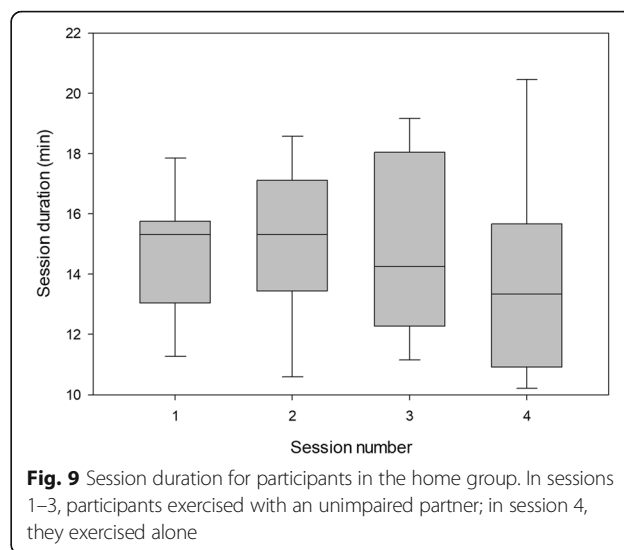 22
20
18
16
14
12
10
Session duration (min)
1 2 3 4
Session number
Fig. 9 Session duration for participants in the home group. In sessions
1–3, participants exercised with an unimpaired partner; in session 4,
they exercised alone